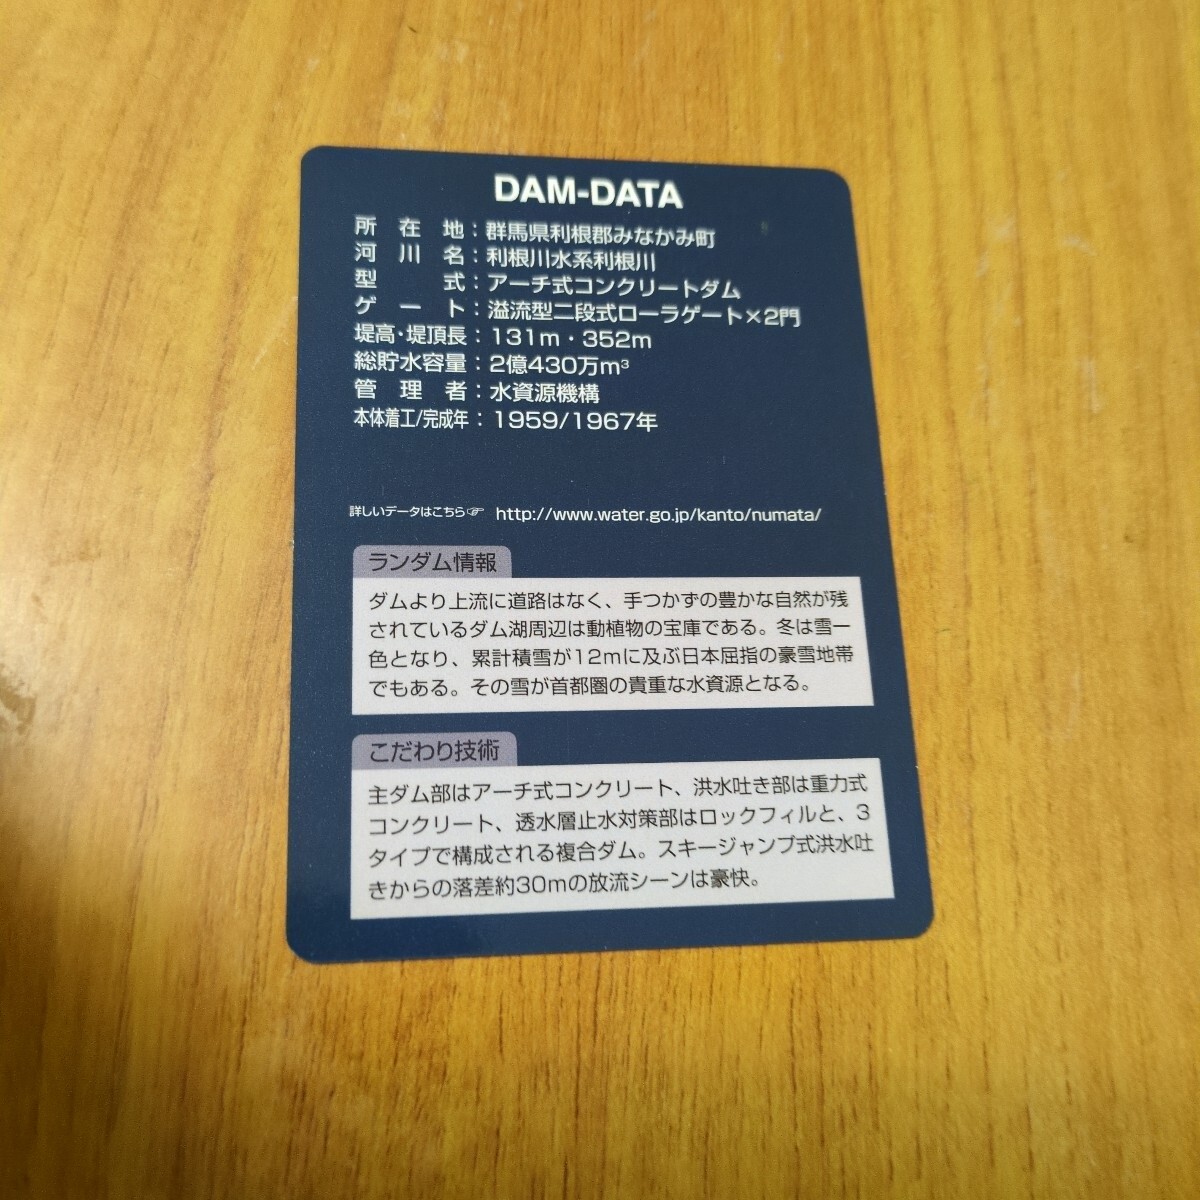 DAM-DATA
所在地：群馬県利根郡みなかみ町
河川名：利根川水系利根川
型式：アーチ式コンクリートダム
ゲート：溢流型二段式ローラゲート×2門
堤高・堤頂長：131m・352m
総貯水容量：2億430万m³
管理者：水資源機構
本体着工/完成年：1959/1967年
詳しいデータはこちら☞ http://www.water.go.jp/kanto/numata/
ランダム情報
ダムより上流に道路はなく、手つかずの豊かな自然が残
されているダム湖周辺は動植物の宝庫である。冬は雪一
色となり、累計積雪が12mに及ぶ日本屈指の豪雪地帯
でもある。その雪が首都圏の貴重な水資源となる。
こだわり技術
主ダム部はアーチ式コンクリート、洪水吐き部は重力式
コンクリート、透水層止水対策部はロックフィルと、3
タイプで構成される複合ダム。スキージャンプ式洪水吐
きからの落差約30mの放流シーンは豪快。